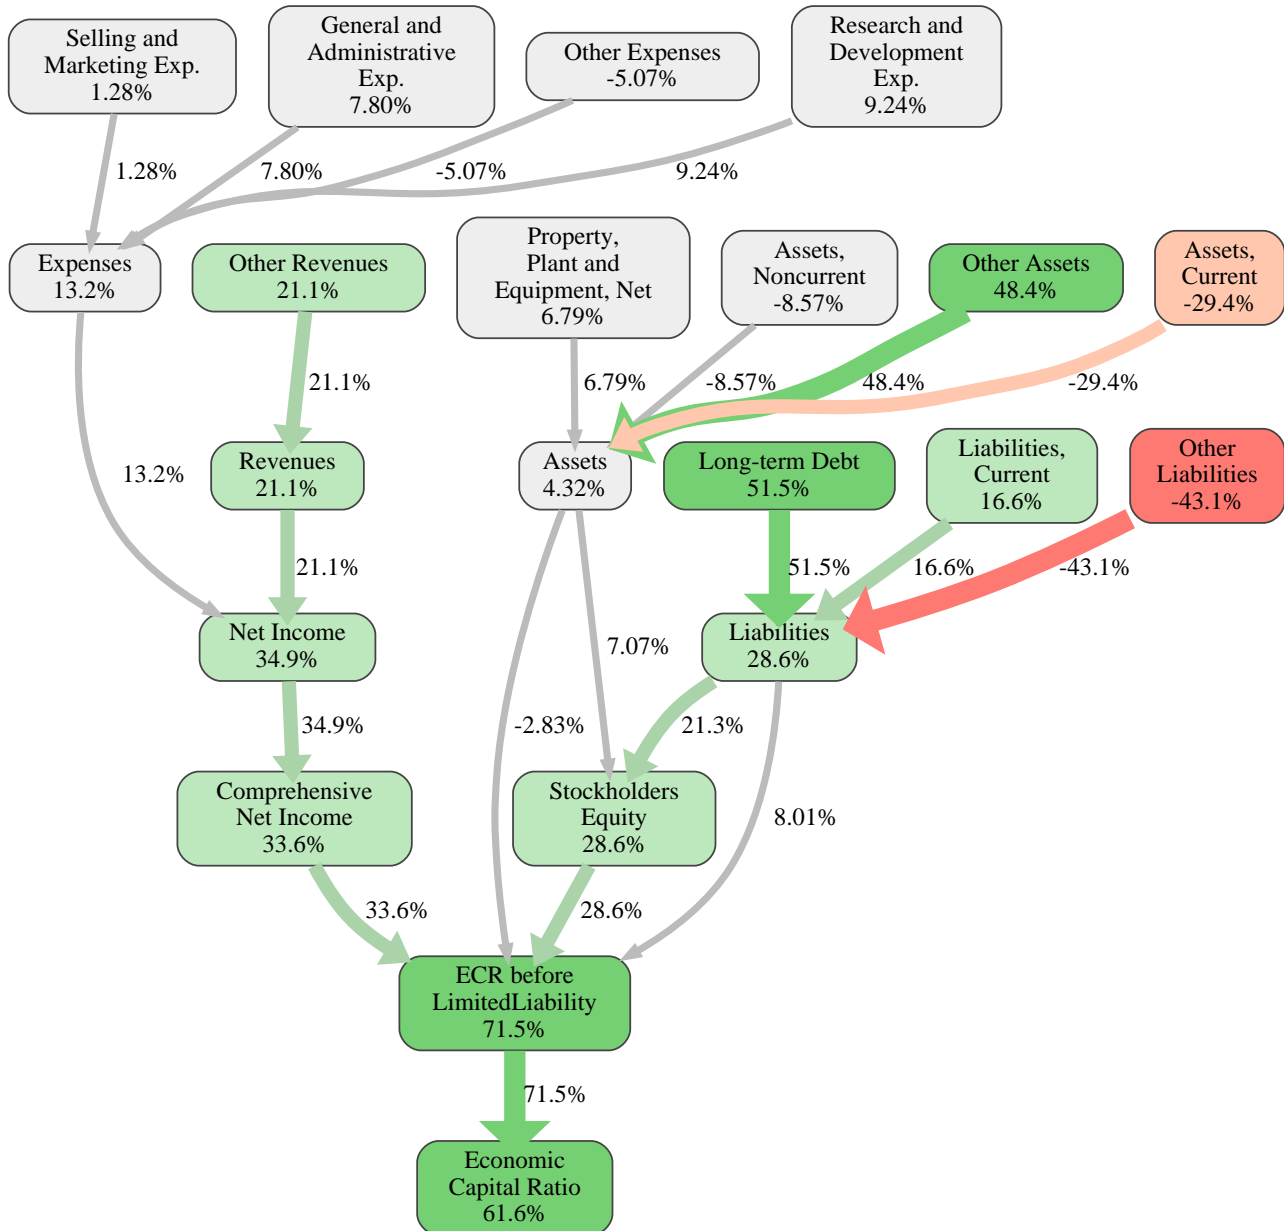 Selling and
Marketing Exp.
1.28%
General and
Administrative
Exp.
7.80%
Other Expenses
-5.07%
Research and
Development
Exp.
9.24%
1.28%
7.80%
-5.07%
9.24%
Expenses
13.2%
Other Revenues
21.1%
Property,
Plant and
Equipment, Net
6.79%
Assets,
Noncurrent
-8.57%
Other Assets
48.4%
Assets,
Current
-29.4%
21.1%
6.79%
-8.57%
48.4%
-29.4%
13.2%
Revenues
21.1%
Assets
4.32%
Long-term Debt
51.5%
Liabilities,
Current
16.6%
Other
Liabilities
-43.1%
21.1%
51.5%
16.6%
-43.1%
Net Income
34.9%
7.07%
Liabilities
28.6%
34.9%
-2.83%
21.3%
Comprehensive
Net Income
33.6%
Stockholders
Equity
28.6%
8.01%
33.6%
28.6%
ECR before
LimitedLiability
71.5%
71.5%
Economic
Capital Ratio
61.6%